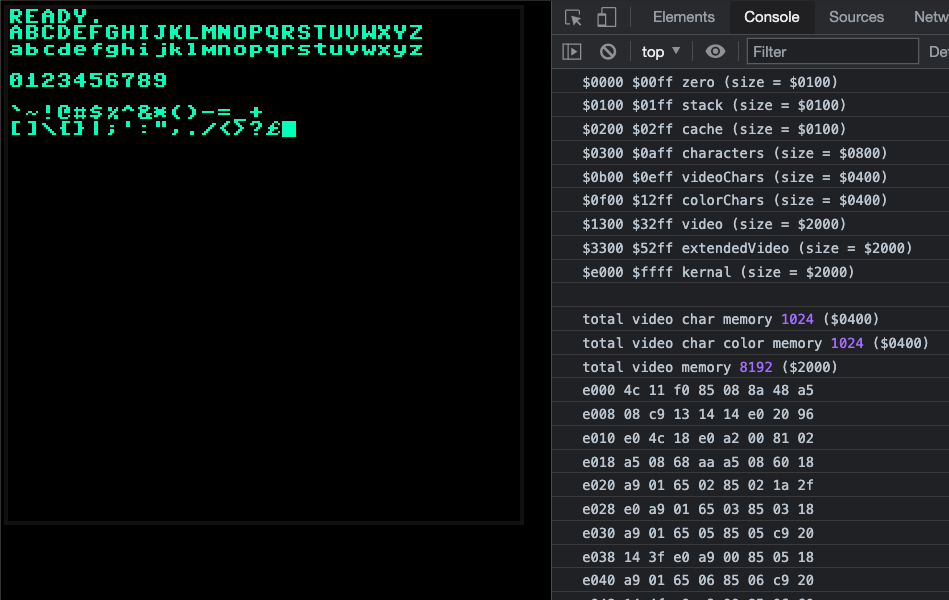 READY.
ABCDEFGHIJKLMNOPQRSTUVWXYZ
abcdefghijklmnopqrstuvwxyz
0123456789
`~!@#$%^&*()-=_+
[]\{}|;':",./<>?£
Elements Console Sources Netw
top Filter De
$0000 $00ff zero (size = $0100)
$0100 $01ff stack (size = $0100)
$0200 $02ff cache (size = $0100)
$0300 $0aff characters (size = $0800)
$0b00 $0eff videoChars (size = $0400)
$0f00 $12ff colorChars (size = $0400)
$1300 $32ff video (size = $2000)
$3300 $52ff extendedVideo (size = $2000)
$e000 $ffff kernal (size = $2000)
total video char memory 1024 ($0400)
total video char color memory 1024 ($0400)
total video memory 8192 ($2000)
e000 4c 11 f0 85 08 8a 48 a5
e008 08 c9 13 14 14 e0 20 96
e010 e0 4c 18 e0 a2 00 81 02
e018 a5 08 68 aa a5 08 60 18
e020 a9 01 65 02 85 02 1a 2f
e028 e0 a9 01 65 03 85 03 18
e030 a9 01 65 05 85 05 c9 20
e038 14 3f e0 a9 00 85 05 18
e040 a9 01 65 06 85 06 c9 20